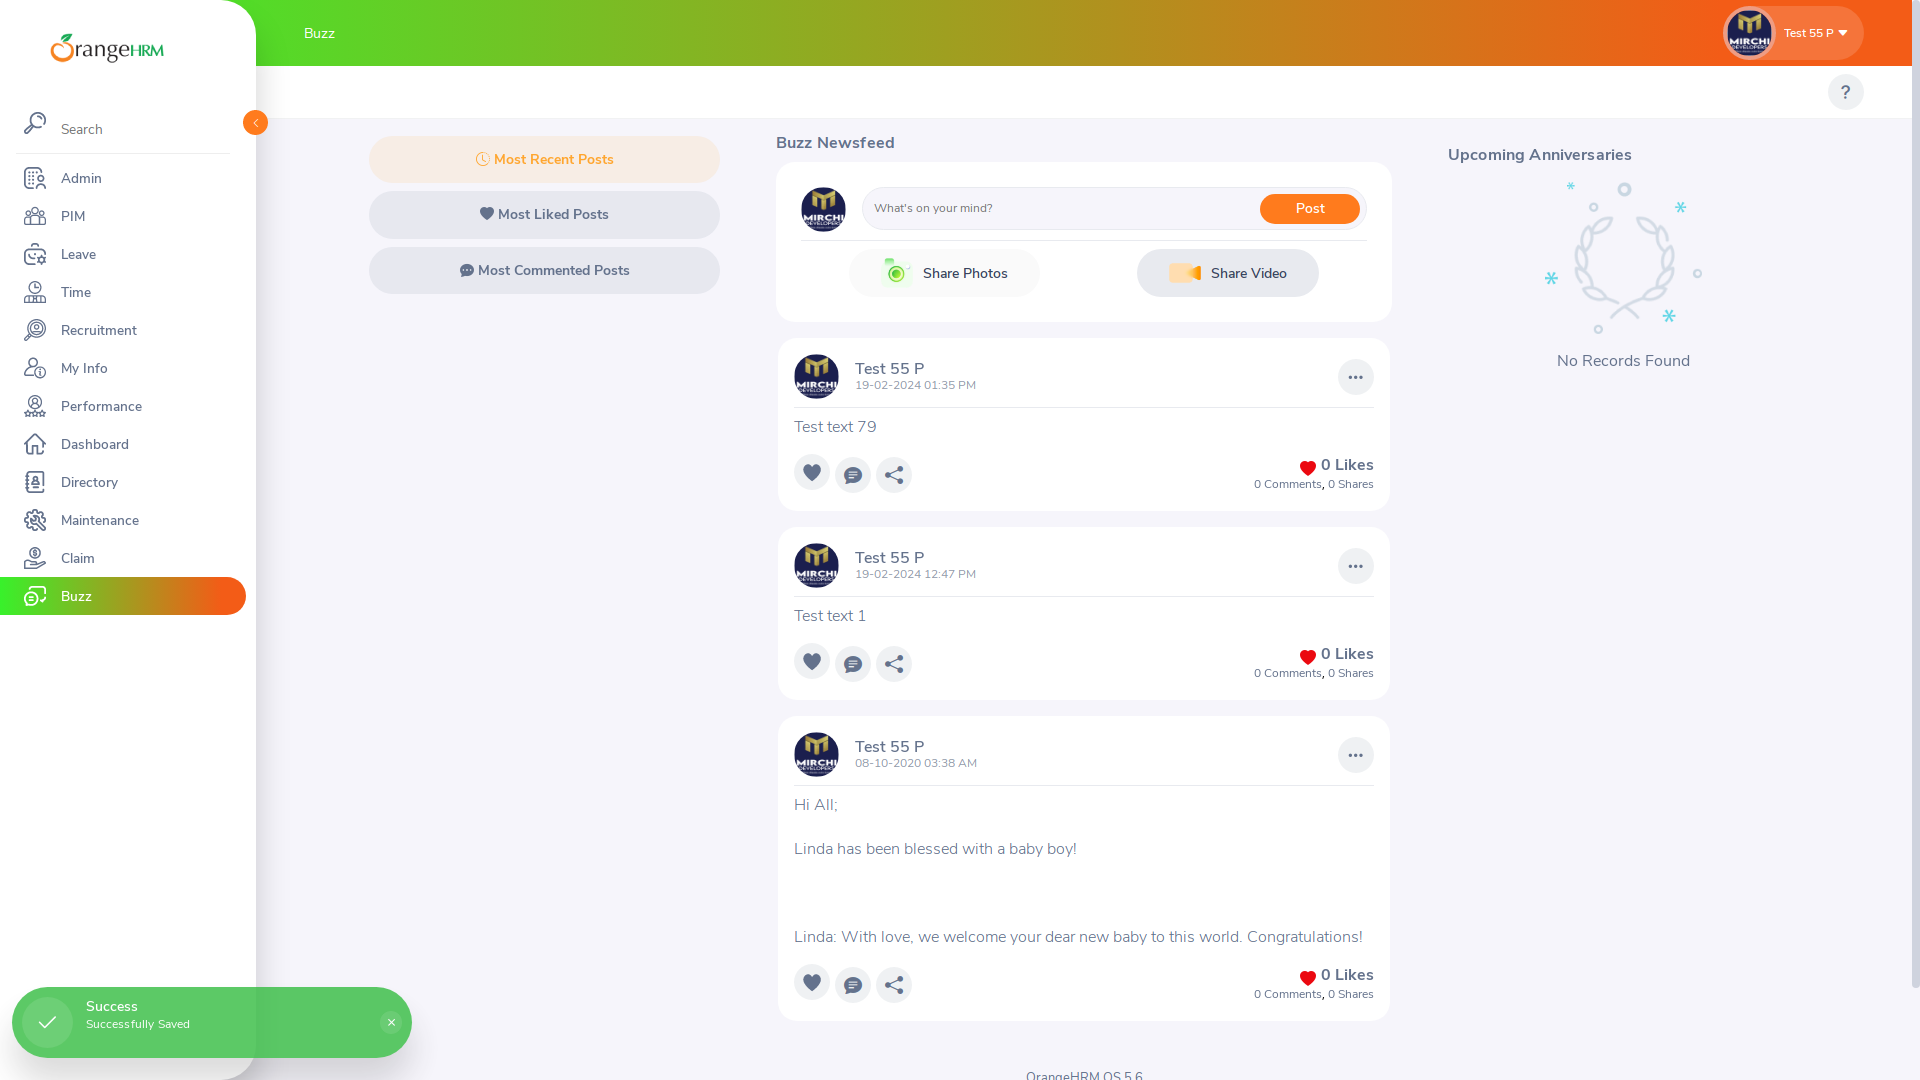 OrangeHRM
Search
Admin
PIM
Leave
Time
Recruitment
My Info
Performance
Dashboard
Directory
Maintenance
Claim
Buzz
Buzz
Test 55 P
?
Most Recent Posts
Most Liked Posts
Most Commented Posts
Buzz Newsfeed
MIRCHI
DEVELOPERS
What's on your mind?
Post
Share Photos
Share Video
Test 55 P
19-02-2024 01:35 PM
Test text 79
0 Likes
0 Comments, 0 Shares
Test 55 P
19-02-2024 12:47 PM
Test text 1
0 Likes
0 Comments, 0 Shares
Test 55 P
08-10-2020 03:38 AM
Hi All;
Linda has been blessed with a baby boy!
Linda: With love, we welcome your dear new baby to this world. Congratulations!
0 Likes
0 Comments, 0 Shares
Upcoming Anniversaries
No Records Found
Success
Successfully Saved
OrangeHRM OS 5.6